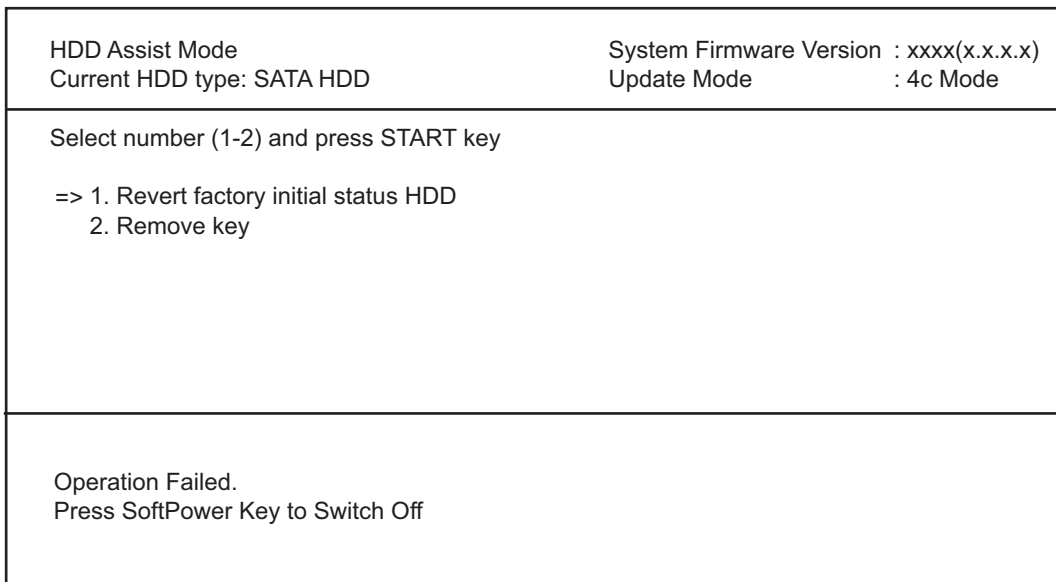 HDD Assist Mode System Firmware Version : xxxx(x.x.x.x)
Current HDD type: SATA HDD Update Mode : 4c Mode
Select number (1-2) and press START key
=> 1. Revert factory initial status HDD
2. Remove key
Operation Failed.
Press SoftPower Key to Switch Off